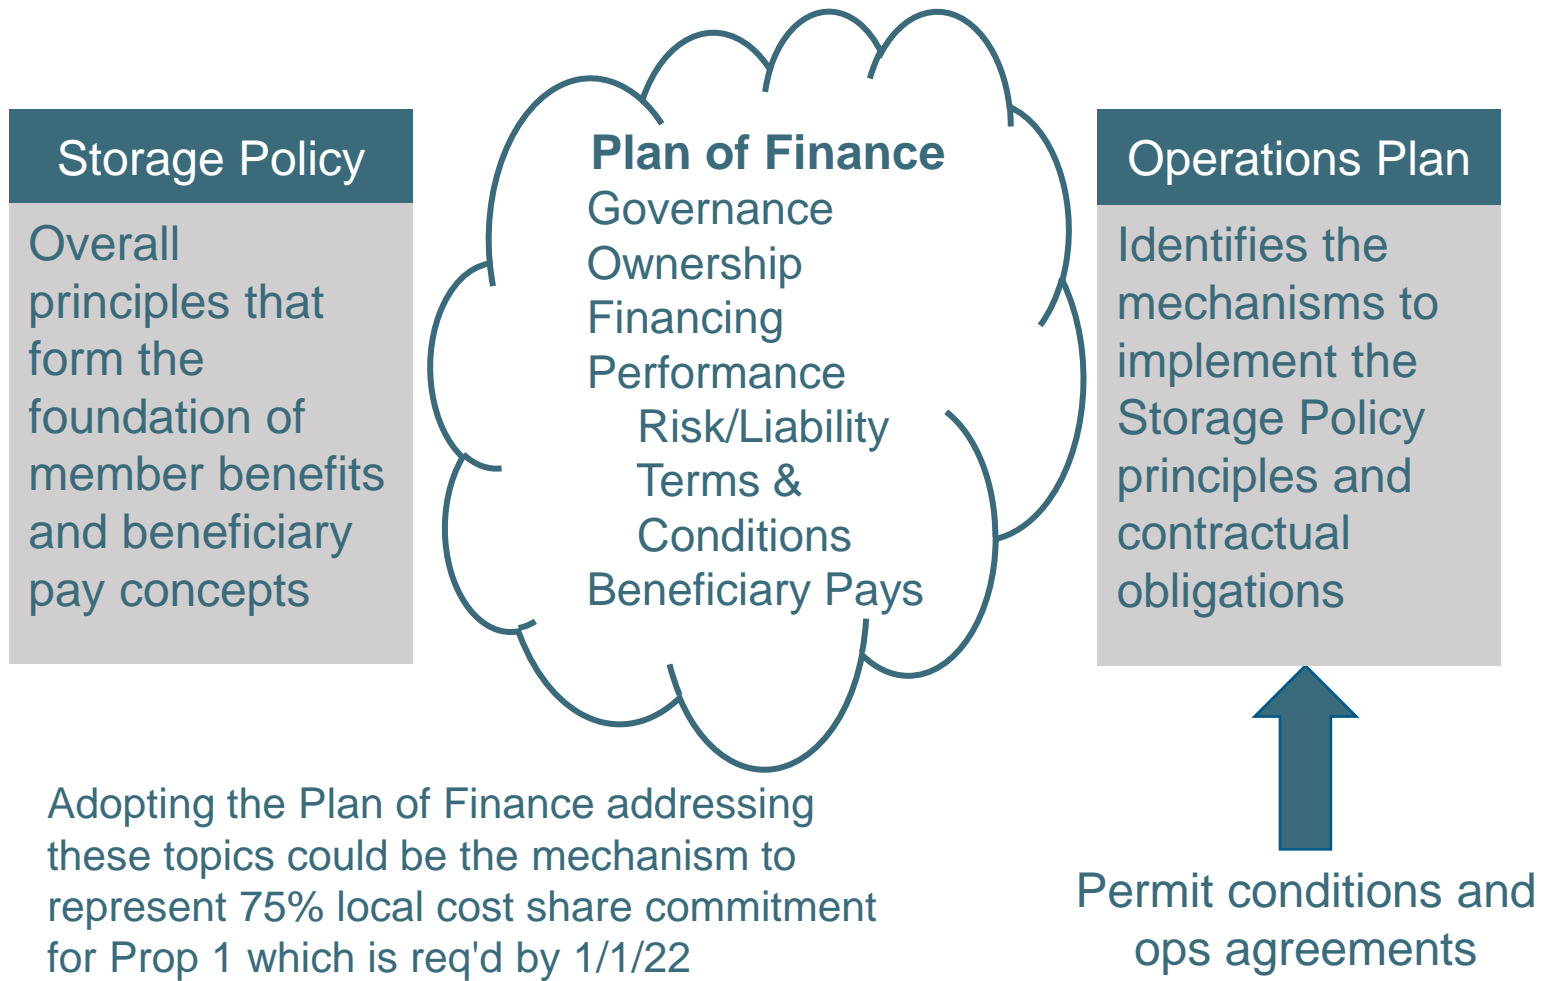 Storage Policy
Overall
principles that
form the
foundation of
member benefits
and beneficiary
pay concepts
Plan of Finance
Governance
Ownership
Financing
Performance
Risk/Liability
Terms &
Conditions
Beneficiary Pays
Operations Plan
Identifies the
mechanisms to
implement the
Storage Policy
principles and
contractual
obligations
Adopting the Plan of Finance addressing
these topics could be the mechanism to
represent 75% local cost share commitment
for Prop 1 which is req'd by 1/1/22
Permit conditions and
ops agreements